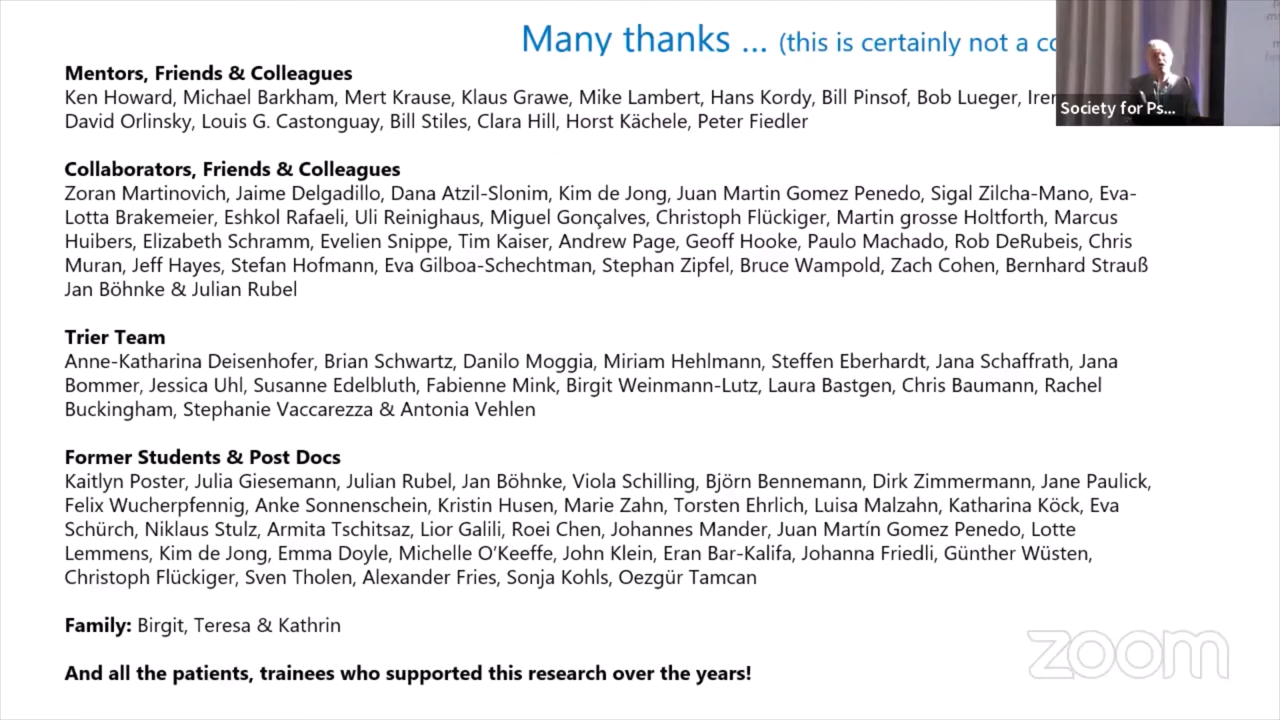 Many thanks ... (this is certainly not a co
Mentors, Friends & Colleagues
Ken Howard, Michael Barkham, Mert Krause, Klaus Grawe, Mike Lambert, Hans Kordy, Bill Pinsof, Bob Lueger,
David Orlinsky, Louis G. Castonguay, Bill Stiles, Clara Hill, Horst Kächele, Peter Fiedler
Society for Ps...
Collaborators, Friends & Colleagues
Zoran Martinovich, Jaime Delgadillo, Dana Atzil-Slonim, Kim de Jong, Juan Martin Gomez Penedo, Sigal Zilcha-Mano, Eva-
Lotta Brakemeier, Eshkol Rafaeli, Uli Reinighaus, Miguel Gonçalves, Christoph Flückiger, Martin grosse Holtforth, Marcus
Huibers, Elizabeth Schramm, Evelien Snippe, Tim Kaiser, Andrew Page, Geoff Hooke, Paulo Machado, Rob DeRubeis, Chris
Muran, Jeff Hayes, Stefan Hofmann, Eva Gilboa-Schechtman, Stephan Zipfel, Bruce Wampold, Zach Cohen, Bernhard Strauß
Jan Böhnke & Julian Rubel
Trier Team
Anne-Katharina Deisenhofer, Brian Schwartz, Danilo Moggia, Miriam Hehlmann, Steffen Eberhardt, Jana Schaffrath, Jana
Bommer, Jessica Uhl, Susanne Edelbluth, Fabienne Mink, Birgit Weinmann-Lutz, Laura Bastgen, Chris Baumann, Rachel
Buckingham, Stephanie Vaccarezza & Antonia Vehlen
Former Students & Post Docs
Kaitlyn Poster, Julia Giesemann, Julian Rubel, Jan Böhnke, Viola Schilling, Björn Bennemann, Dirk Zimmermann, Jane Paulick,
Felix Wucherpfennig, Anke Sonnenschein, Kristin Husen, Marie Zahn, Torsten Ehrlich, Luisa Malzahn, Katharina Köck, Eva
Schürch, Niklaus Stulz, Armita Tschitsaz, Lior Galili, Roei Chen, Johannes Mander, Juan Martín Gomez Penedo, Lotte
Lemmens, Kim de Jong, Emma Doyle, Michelle O’Keeffe, John Klein, Eran Bar-Kalifa, Johanna Friedli, Günther Wüsten,
Christoph Flückiger, Sven Tholen, Alexander Fries, Sonja Kohls, Oezgür Tamcan
Family: Birgit, Teresa & Kathrin
And all the patients, trainees who supported this research over the years!
zoom